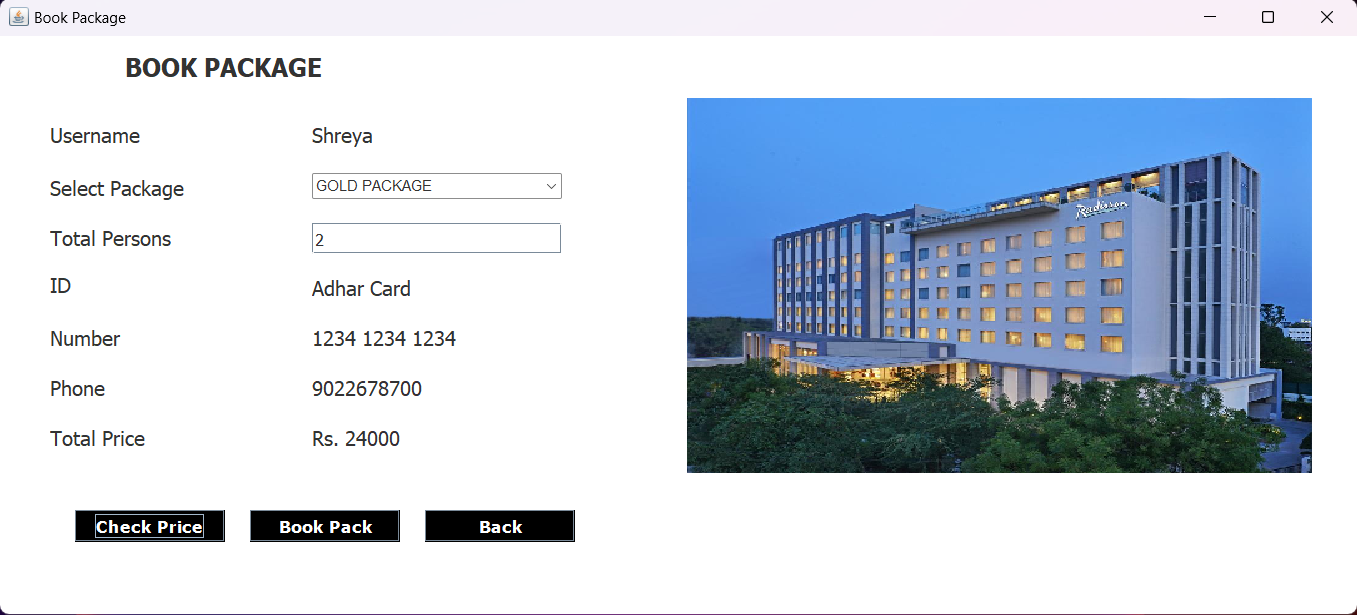 Book Package
BOOK PACKAGE
Username Shreya
Select Package GOLD PACKAGE
Total Persons 2
ID Adhar Card
Number 1234 1234 1234
Phone 9022678700
Total Price Rs. 24000
Check Price Book Pack Back
Radisson